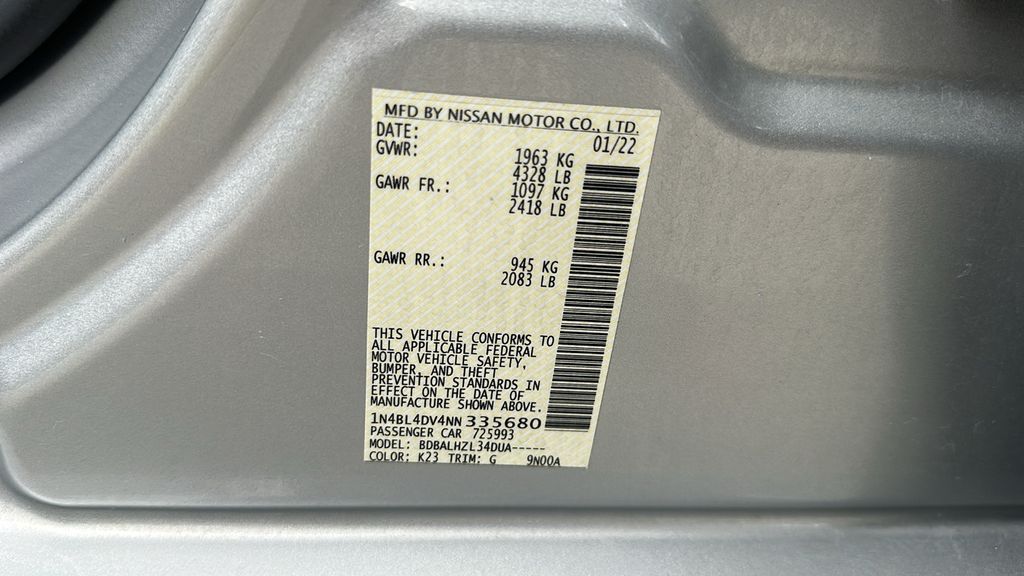 MFD BY NISSAN MOTOR CO., LTD.
DATE: 01/22
GVWR: 1963 KG
4328 LB
GAWR FR.: 1097 KG
2418 LB
GAWR RR.: 945 KG
2083 LB
THIS VEHICLE CONFORMS TO
ALL APPLICABLE FEDERAL
MOTOR VEHICLE SAFETY,
BUMPER, AND THEFT
PREVENTION STANDARDS IN
EFFECT ON THE DATE OF
MANUFACTURE SHOWN ABOVE.
1N4BL4DV4NN335680
PASSENGER CAR 725993
MODEL: BDBALHZL34DUA-----
COLOR: K23 TRIM: G 9N00A